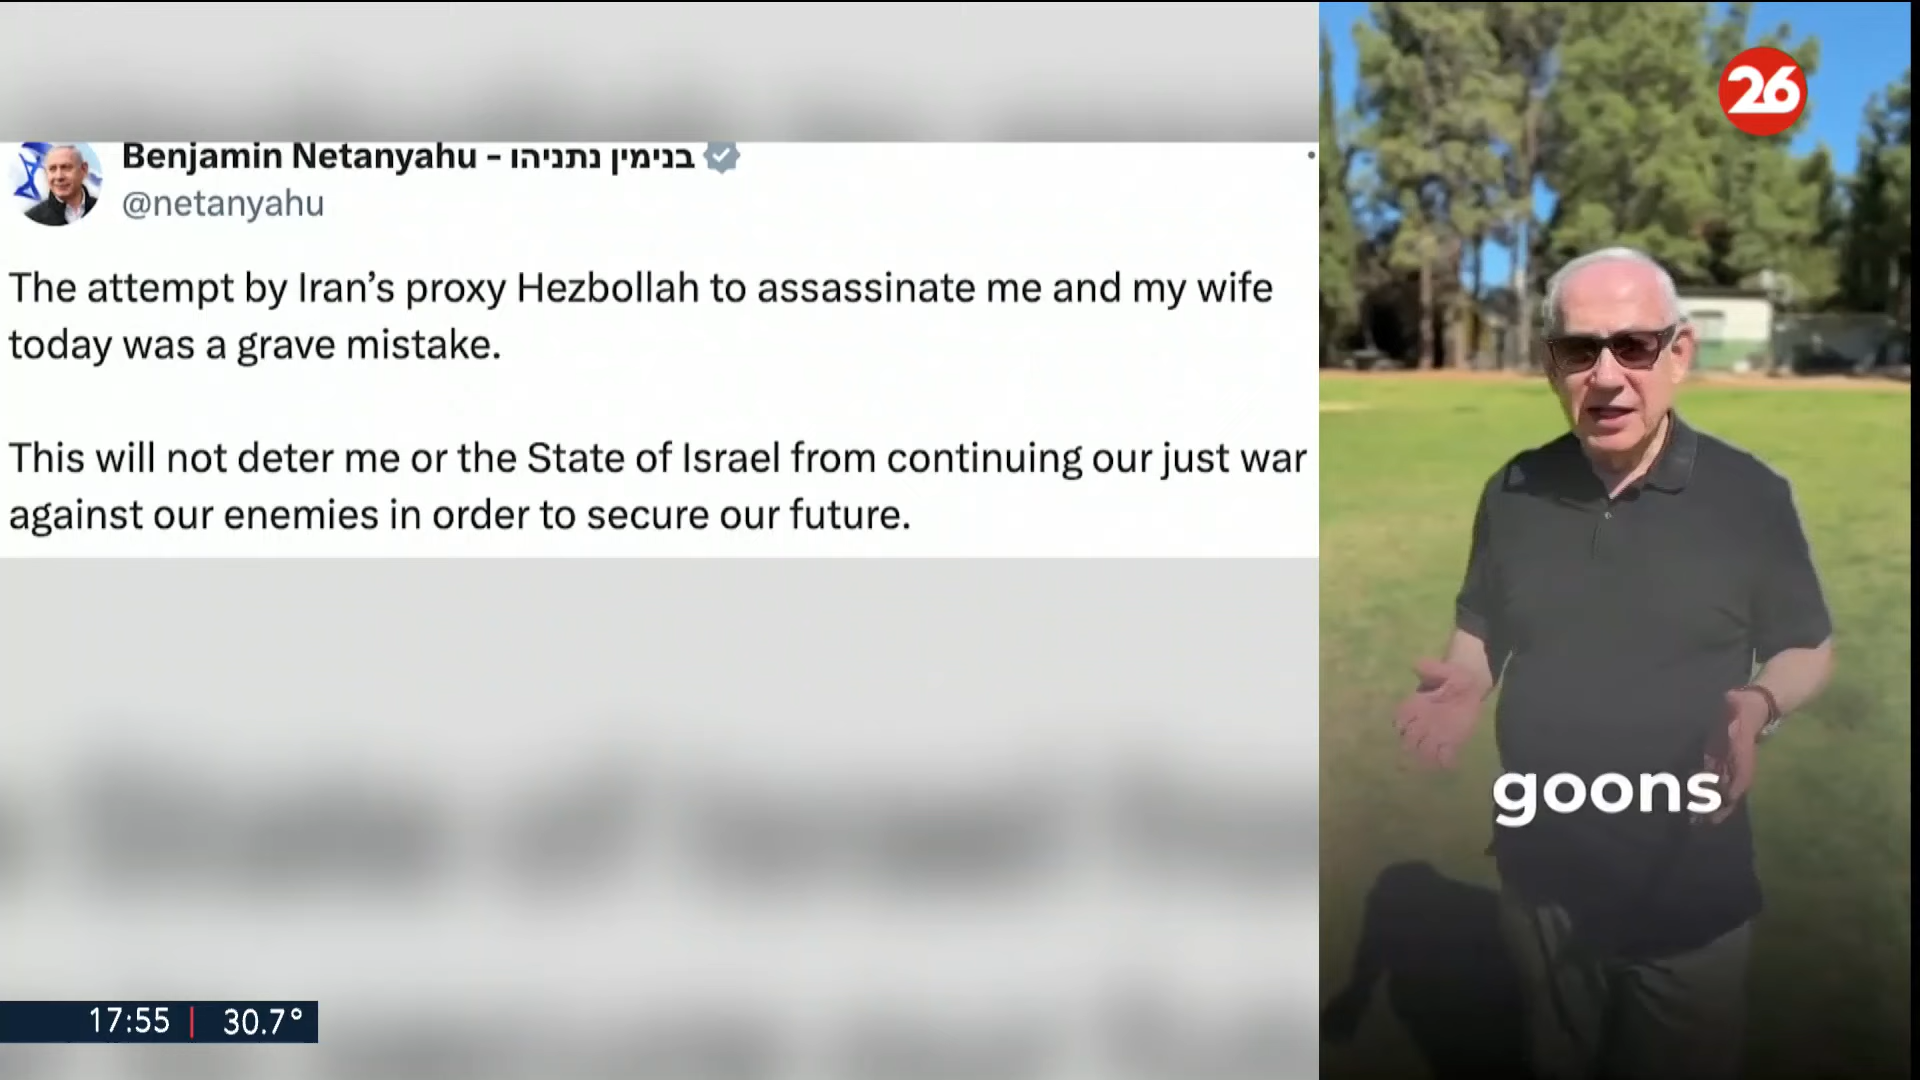 26
Benjamin Netanyahu - בנימין נתניהו
@netanyahu
The attempt by Iran’s proxy Hezbollah to assassinate me and my wife
today was a grave mistake.
This will not deter me or the State of Israel from continuing our just war
against our enemies in order to secure our future.
goons
17:55 | 30.7°